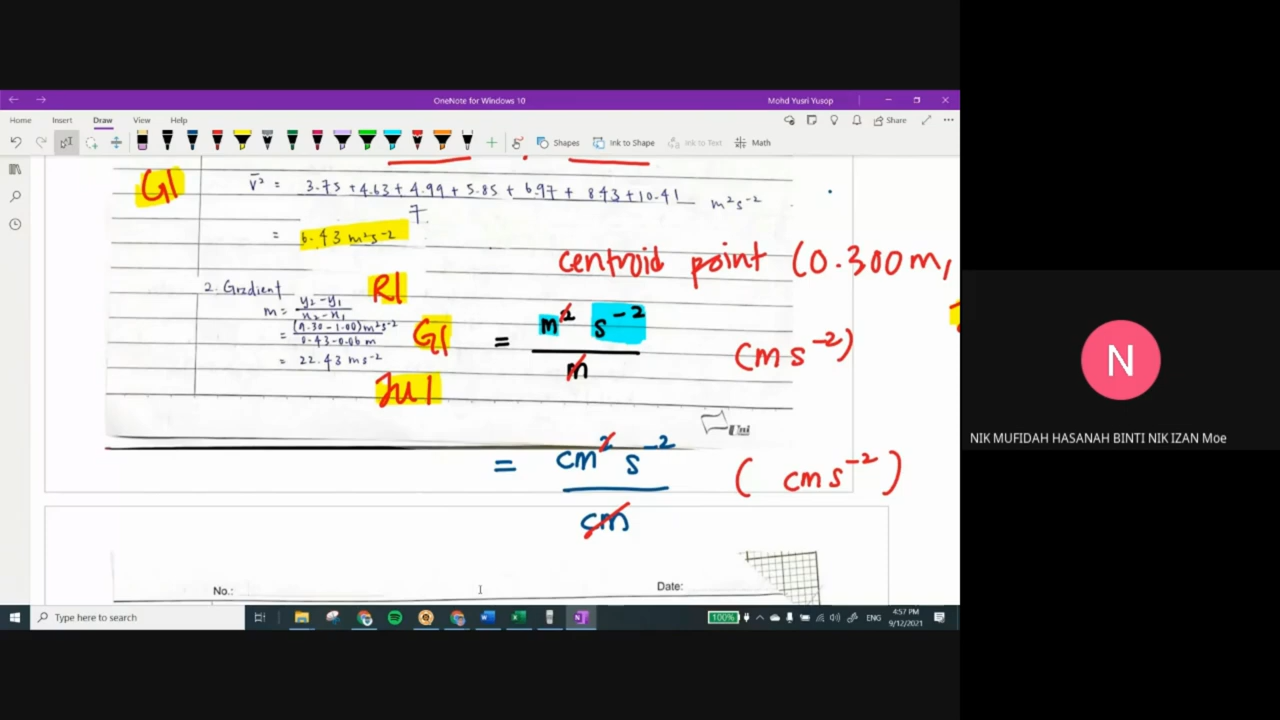 OneNote for Windows 10
Mohd Yusri Yusop
Home Insert Draw View Help
Share
Shapes Ink to Shape Ink to Text Math
G1
V̄² = 3.75 + 4.63 + 4.99 + 5.85 + 6.97 + 8.43 + 10.41 m²s⁻²
7
= 6.43 m²s⁻²
centroid point (0.300m,
2. Gradient
R1
m = y₂-y₁
x₂-x₁
= (9.30-1.00)m²s⁻²
0.43-0.06 m
G1
= 22.43 ms⁻²
JU1
= m² s⁻²
m
(ms⁻²)
= cm² s⁻²
cm
(cms⁻²)
No.:
Date:
Type here to search
100%
ENG
4:57 PM
9/12/2021
N
NIK MUFIDAH HASANAH BINTI NIK IZAN Moe